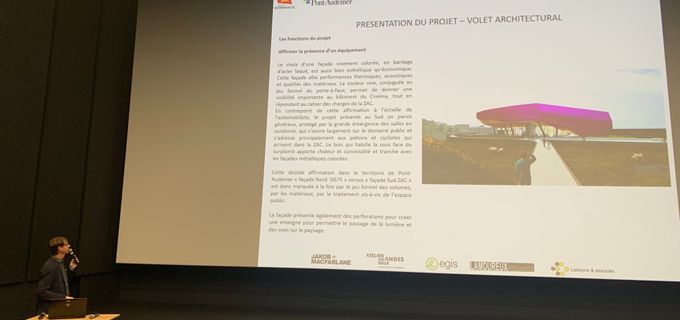 NORMANDIE
Pont-Audemer
PRESENTATION DU PROJET – VOLET ARCHITECTURAL
Les fonctions du projet
Affirmer la présence d'un équipement
Le choix d'une façade vivement colorée, en bardage
d'acier laqué, est aussi bien esthétique qu'économique.
Cette façade allie performances thermiques, acoustiques
et qualités des matériaux. La couleur vive, conjuguée au
jeu formel du porte-à-faux, permet de donner une
visibilité importante au bâtiment du Cinéma, tout en
répondant au cahier des charges de la ZAC.
En contrepoint de cette affirmation à l'échelle de
l'automobiliste, le projet présente au Sud un parvis
généreux, protégé par la grande émergence des salles en
surplomb, qui s'ouvre largement sur le domaine public et
s'adresse principalement aux piétons et cyclistes qui
arrivent dans la ZAC. Le bois qui habille la sous face du
surplomb apporte chaleur et convivialité et tranche avec
les façades métalliques colorées.
Cette double affirmation dans le territoire de Pont-
Audemer « façade Nord D675 » versus « façade Sud ZAC »
est donc marquée à la fois par le jeu formel des volumes,
par les matériaux, par le traitement vis-à-vis de l'espace
public.
La façade présente également des perforations pour créer
une enseigne pour permettre le passage de la lumière et
des vues sur le paysage.
JAKOB + MACFARLANE
ATELIER DES ANGES DEUX
egis
LAMOUREUX
Labeyre & associés